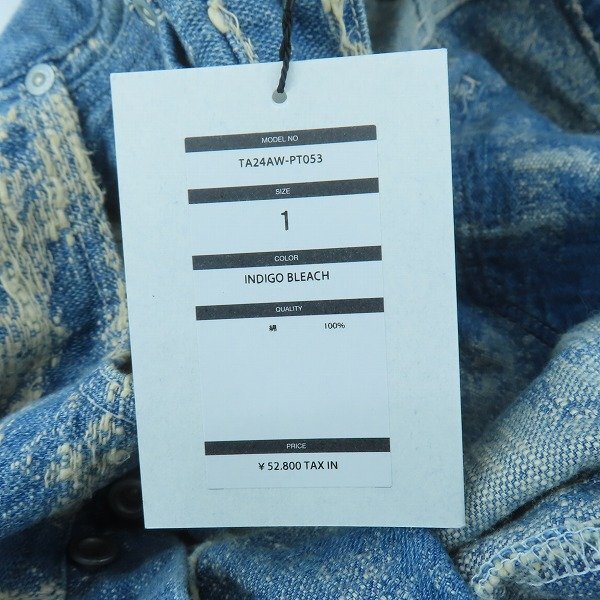 MODEL NO
TA24AW-PT053
SIZE
1
COLOR
INDIGO BLEACH
QUALITY
綿 100%
PRICE
¥ 52.800 TAX IN